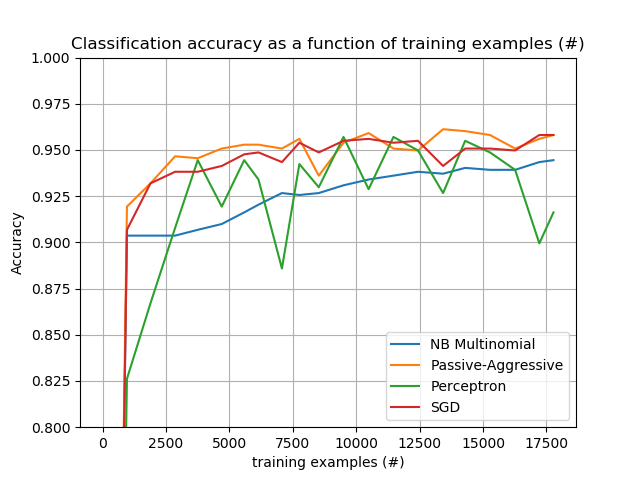 Classification accuracy as a function of training examples (#)
1.000
0.975
0.950
0.925
0.900
0.875
0.850
0.825
0.800
Accuracy
NB Multinomial
Passive-Aggressive
Perceptron
SGD
0 2500 5000 7500 10000 12500 15000 17500
training examples (#)